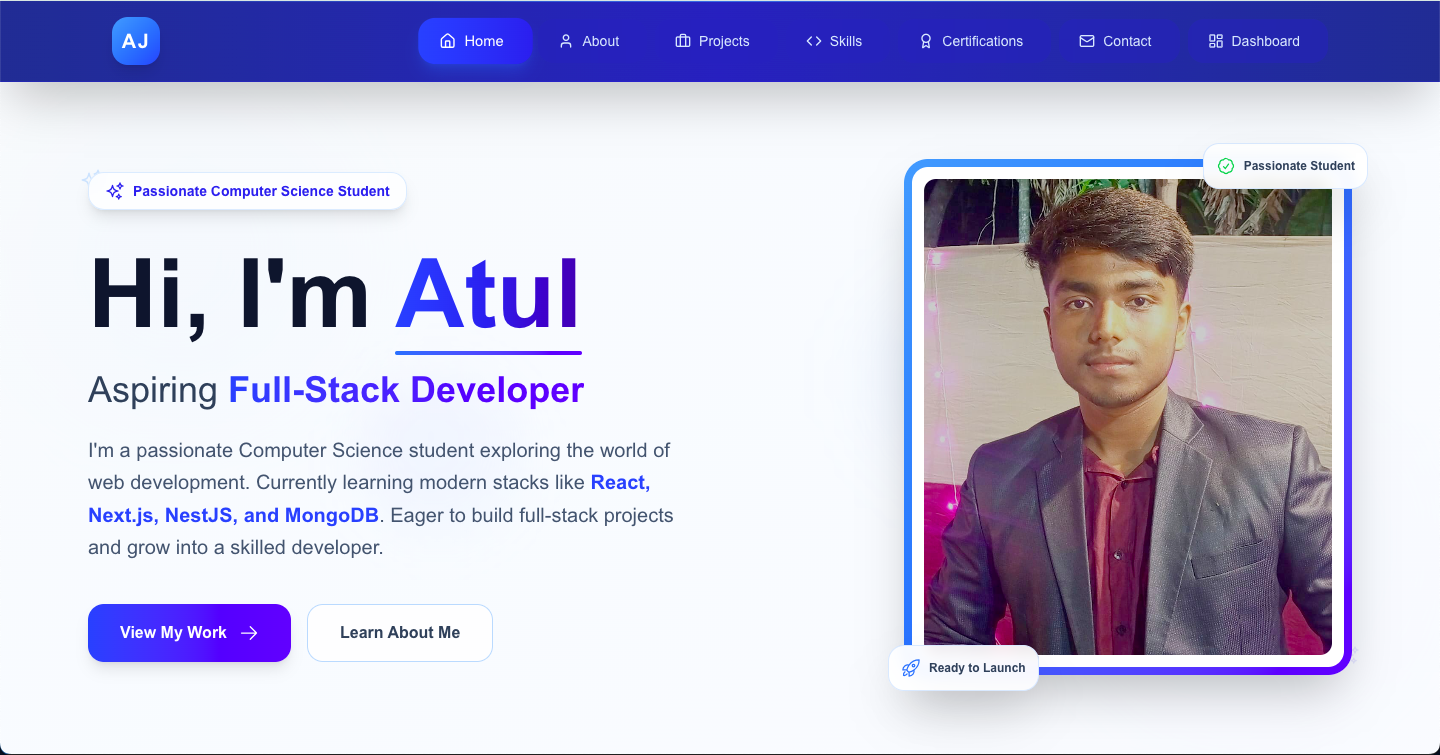 AJ
Home
About
Projects
Skills
Certifications
Contact
Dashboard
Passionate Computer Science Student
Hi, I'm Atul
Aspiring Full-Stack Developer
I'm a passionate Computer Science student exploring the world of
web development. Currently learning modern stacks like React,
Next.js, NestJS, and MongoDB. Eager to build full-stack projects
and grow into a skilled developer.
View My Work
Learn About Me
Passionate Student
Ready to Launch